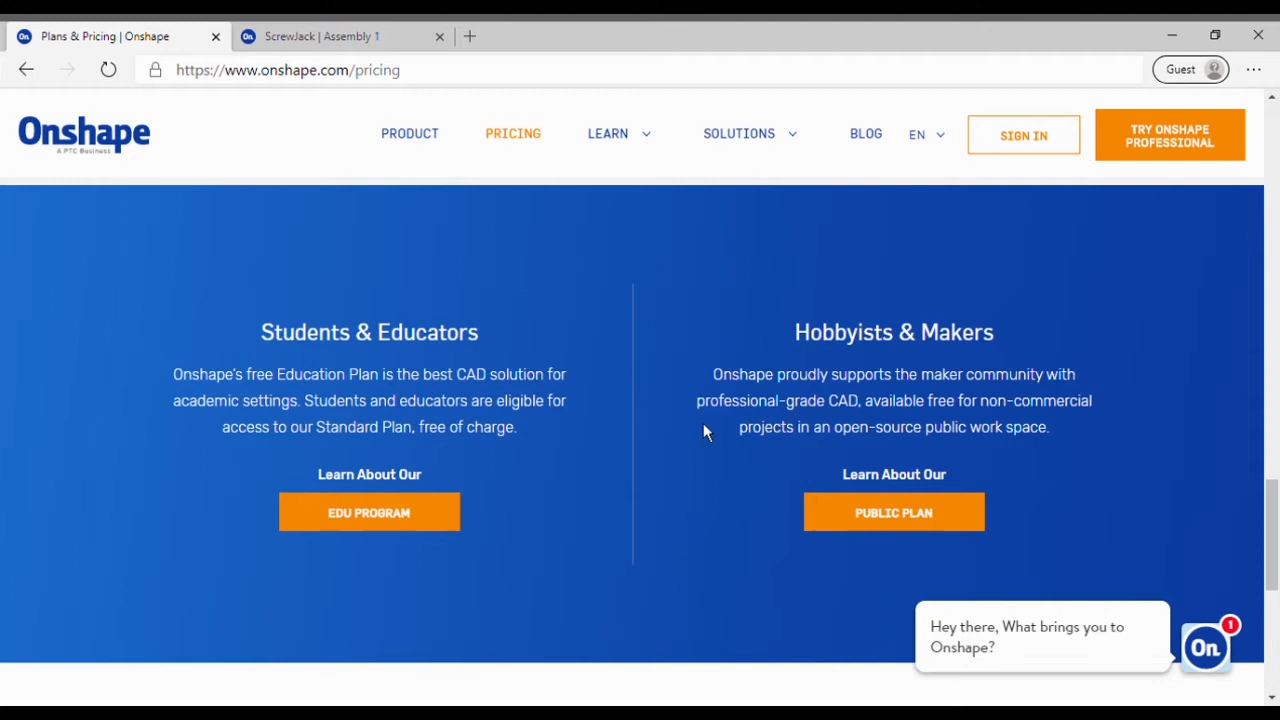 Plans & Pricing | Onshape
ScrewJack | Assembly 1
https://www.onshape.com/pricing
Guest
Onshape
A PTC Business
PRODUCT
PRICING
LEARN
SOLUTIONS
BLOG
EN
SIGN IN
TRY ONSHAPE
PROFESSIONAL
Students & Educators
Onshape's free Education Plan is the best CAD solution for
academic settings. Students and educators are eligible for
access to our Standard Plan, free of charge.
Learn About Our
EDU PROGRAM
Hobbyists & Makers
Onshape proudly supports the maker community with
professional-grade CAD, available free for non-commercial
projects in an open-source public work space.
Learn About Our
PUBLIC PLAN
Hey there, What brings you to
Onshape?
On
1